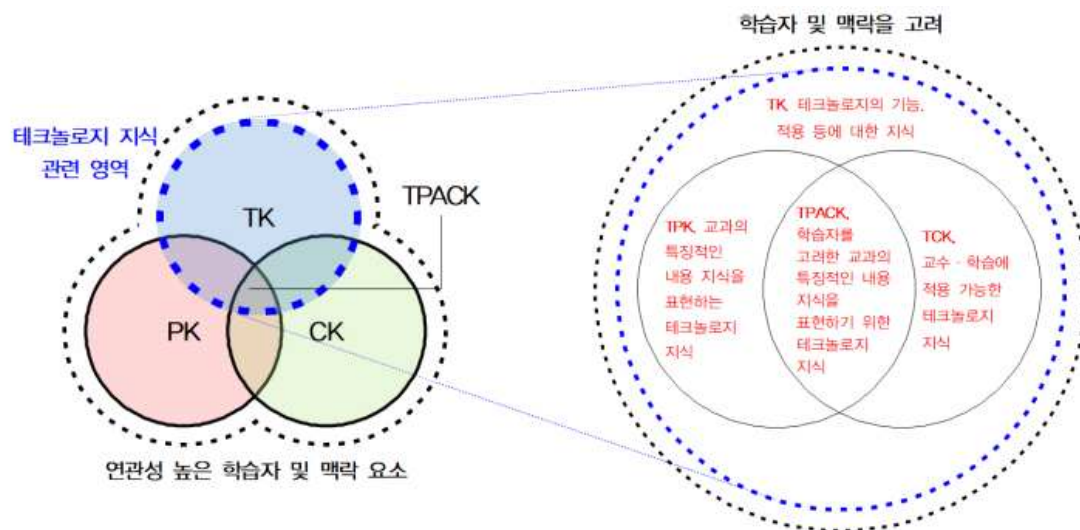 학습자 및 맥락을 고려
테크놀로지 지식
관련 영역
TK
TPACK
PK
CK
연관성 높은 학습자 및 맥락 요소
TK, 테크놀로지의 기능,
적용 등에 대한 지식
TPK, 교과의
특징적인
내용 지식을
표현하는
테크놀로지
지식
TPACK,
학습자를
고려한 교과의
특징적인 내용
지식을
표현하기 위한
테크놀로지
지식
TCK,
교수·학습에
적용 가능한
테크놀로지
지식